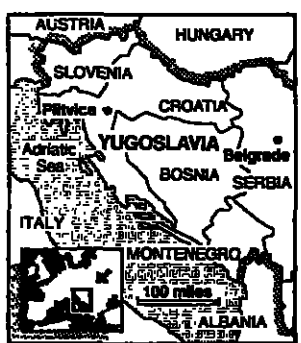 AUSTRIA
HUNGARY
SLOVENIA
CROATIA
Plitvica
YUGOSLAVIA
Adriatic
Sea
Belgrade
BOSNIA
SERBIA
ITALY
MONTENEGRO
100 miles
ALBANIA